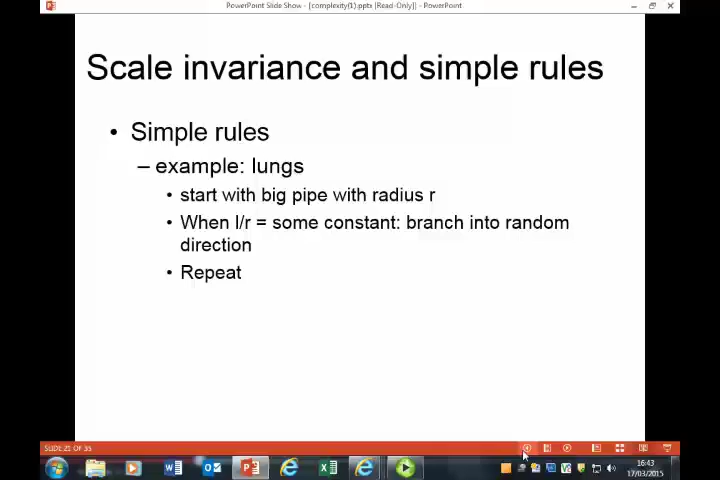 PowerPoint Slide Show - [complexity(1).pptx [Read-Only]] - PowerPoint
Scale invariance and simple rules
• Simple rules
– example: lungs
• start with big pipe with radius r
• When l/r = some constant: branch into random
direction
• Repeat
SLIDE 21 OF 35
16:43
17/03/2015